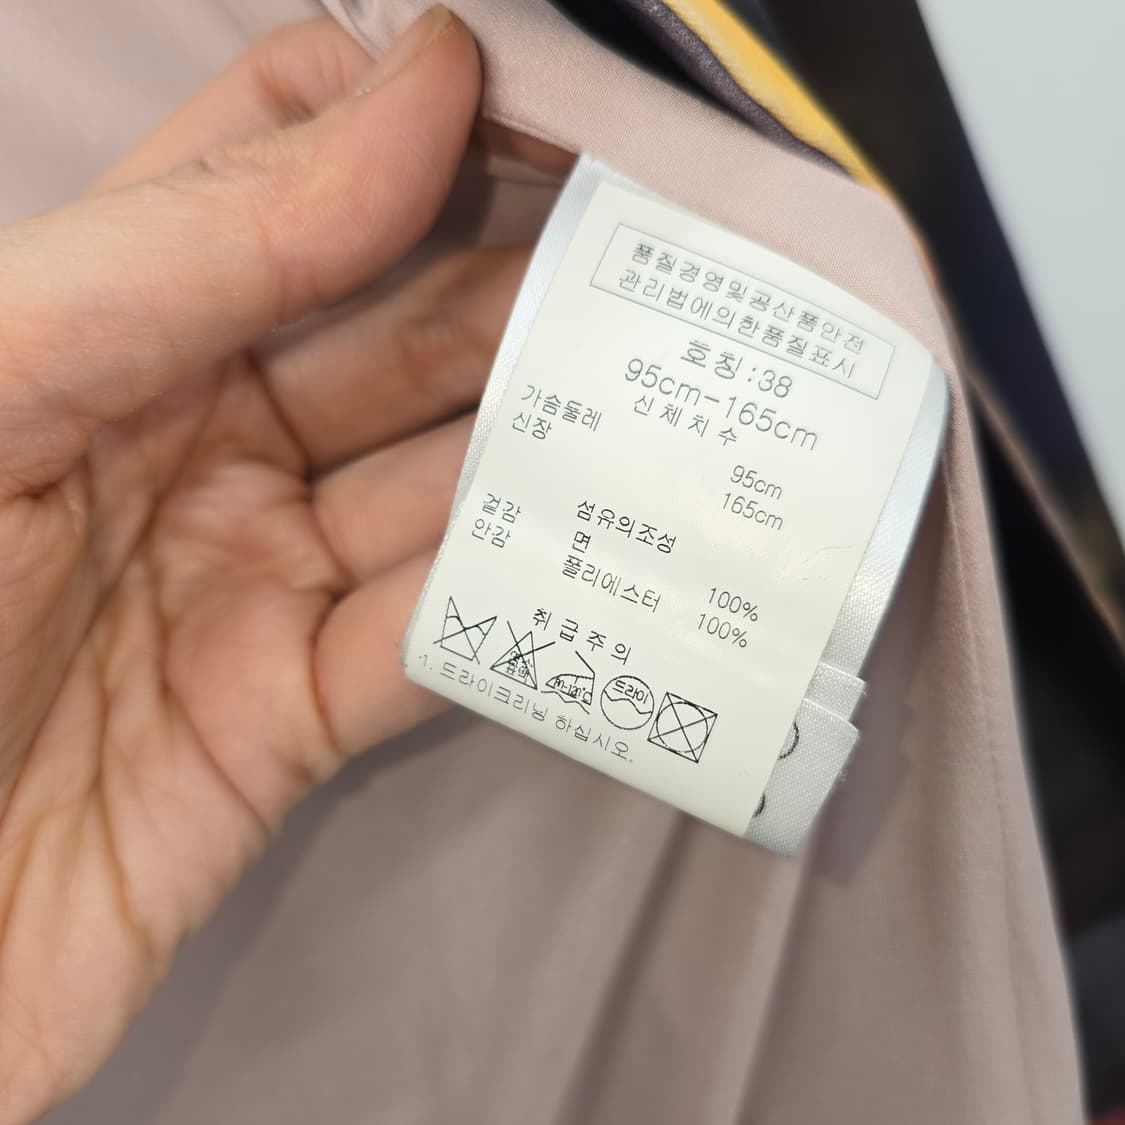 품질경영및공산품안전
관리법에의한품질표시
호칭:38
95cm-165cm
신체치수
가슴둘레 95cm
신장 165cm
섬유의조성
겉감 면 100%
안감 폴리에스터 100%
취급주의
드라이
1. 드라이크리닝 하십시오.